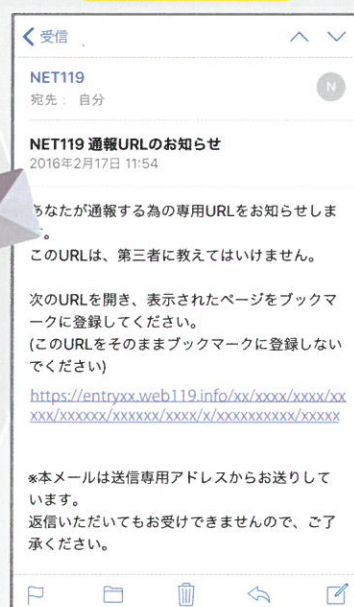 受信
NET119
N
宛先： 自分
NET119 通報URLのお知らせ
2016年2月17日 11:54
あなたが通報する為の専用URLをお知らせしま
す。
このURLは、第三者に教えてはいけません。
次のURLを開き、表示されたページをブックマ
ークに登録してください。
(このURLをそのままブックマークに登録しない
でください)
https://entryxx.web119.info/xx/xxxx/xxxx/xx
xxx/xxxxxx/xxxxxx/xxxx/x/xxxxxxxxxx/xxxxx
※本メールは送信専用アドレスからお送りして
います。
返信いただいてもお受けできませんので、ご了
承ください。